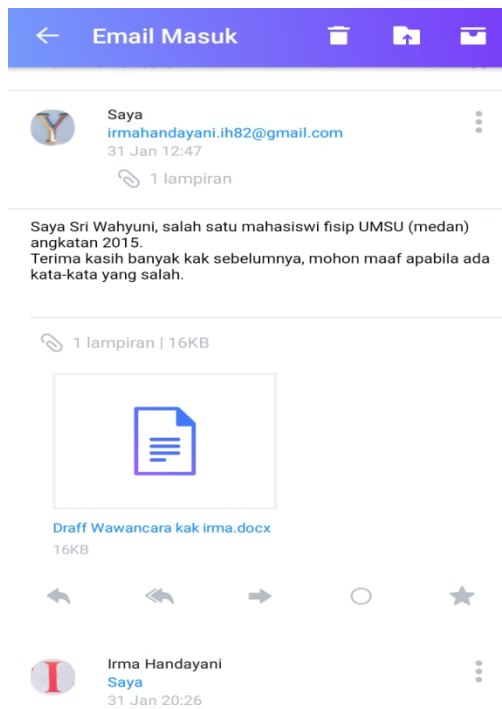 Email Masuk
Y
Saya
irmahandayani.ih82@gmail.com
31 Jan 12:47
1 lampiran
Saya Sri Wahyuni, salah satu mahasiswi fisip UMSU (medan)
angkatan 2015.
Terima kasih banyak kak sebelumnya, mohon maaf apabila ada
kata-kata yang salah.
1 lampiran | 16KB
Draff Wawancara kak irma.docx
16KB
I
Irma Handayani
Saya
31 Jan 20:26